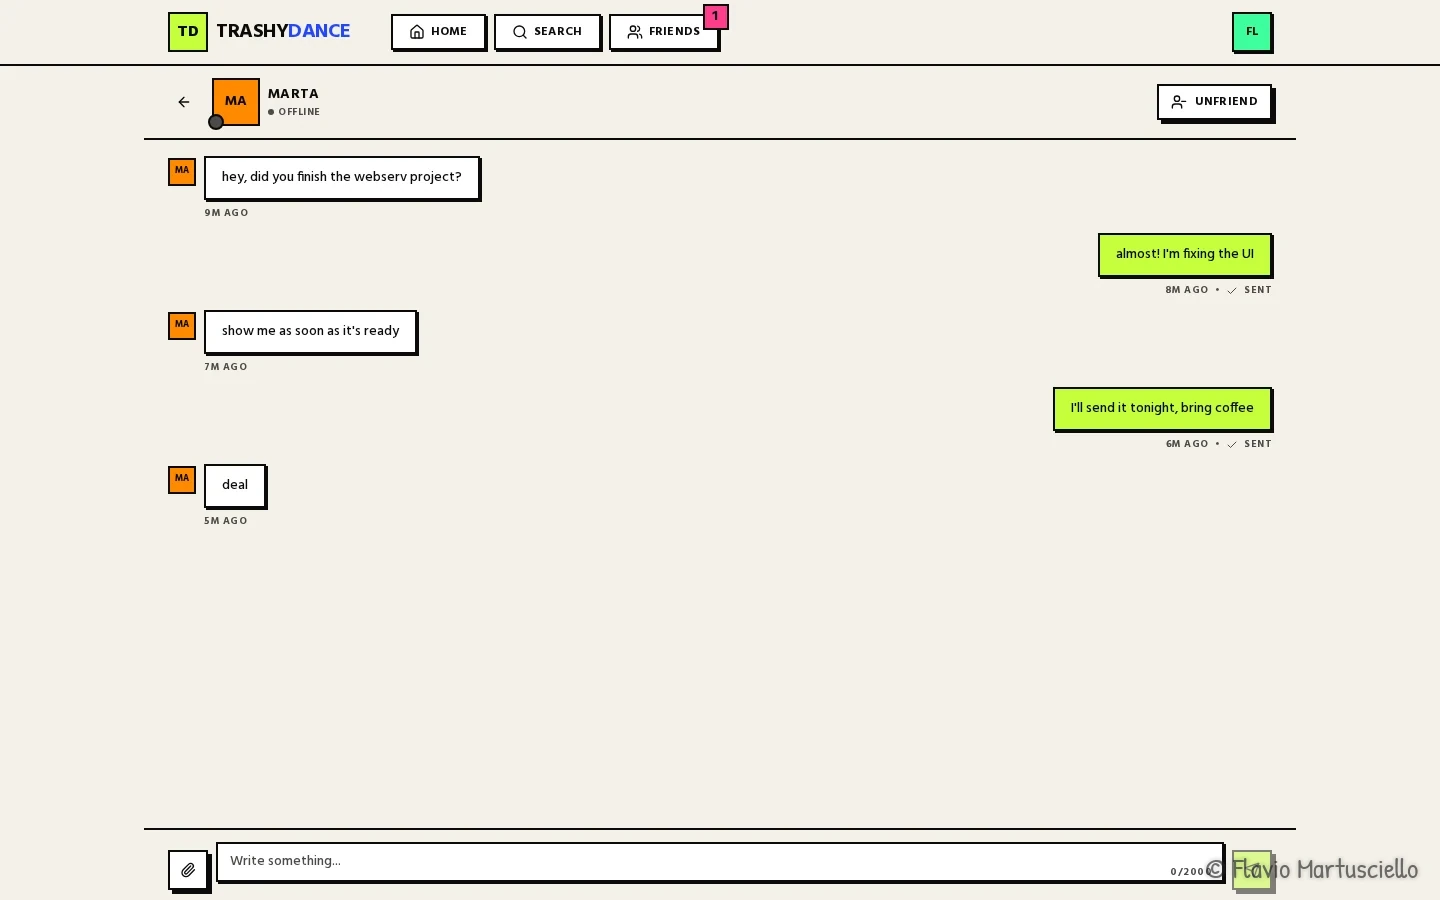 TD TRASHYDANCE HOME SEARCH FRIENDS 1 FL
MA MARTA
OFFLINE
UNFRIEND
MA hey, did you finish the webserv project?
9M AGO
almost! I'm fixing the UI
8M AGO • ✓ SENT
MA show me as soon as it's ready
7M AGO
I'll send it tonight, bring coffee
6M AGO • ✓ SENT
MA deal
5M AGO
Write something...
0/2000
© Flavio Martusciello